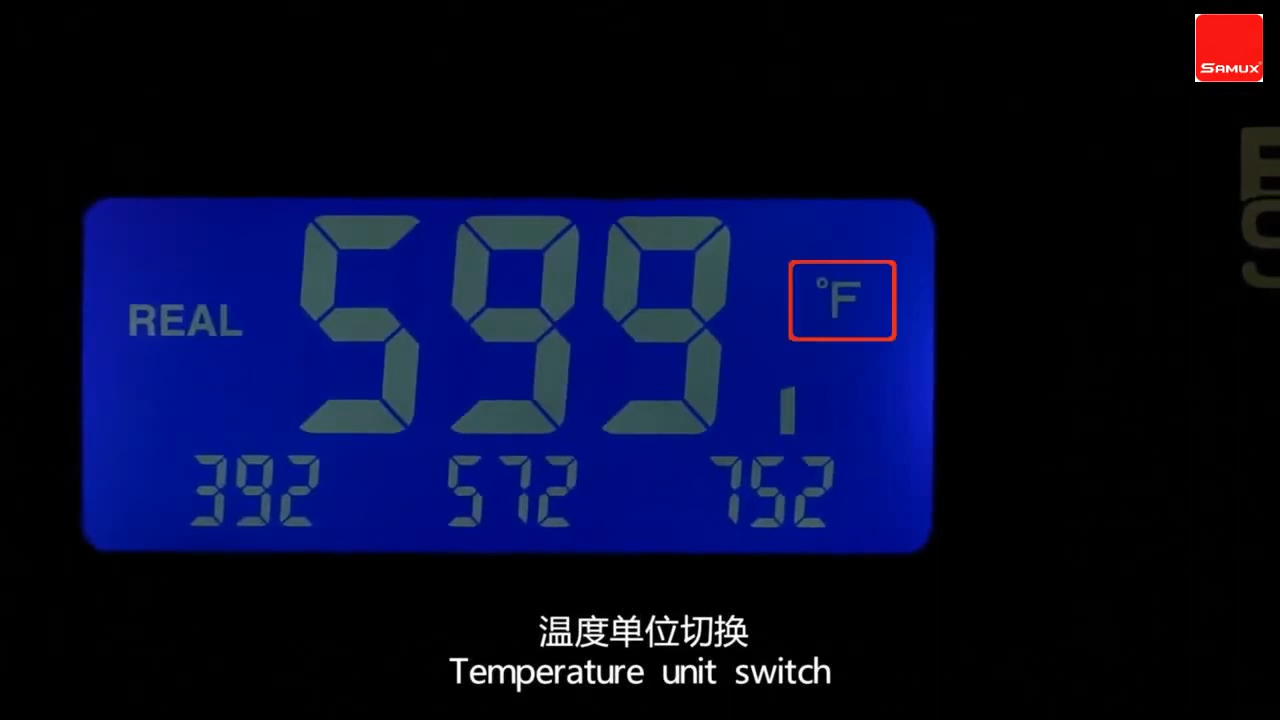 SAMUX
REAL
599
°F
392 572 752
温度单位切换
Temperature unit switch